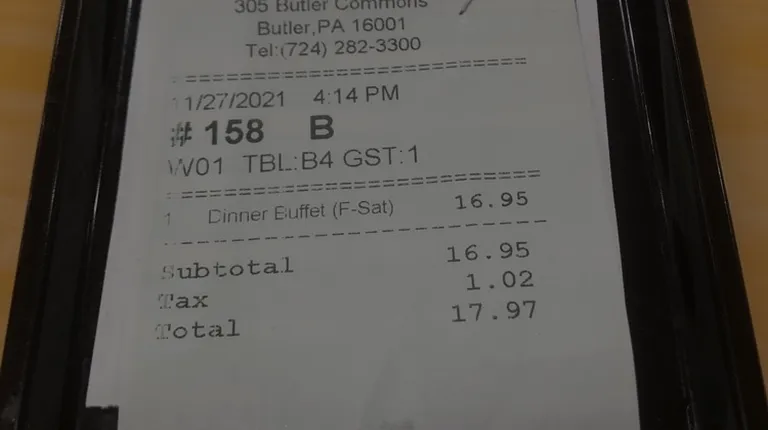 305 Butler Commons
Butler,PA 16001
Tel:(724) 282-3300
==========================
11/27/2021 4:14 PM
# 158 B
W01 TBL:B4 GST:1
==========================
1 Dinner Buffet (F-Sat) 16.95
--------------------------------
Subtotal 16.95
Tax 1.02
Total 17.97